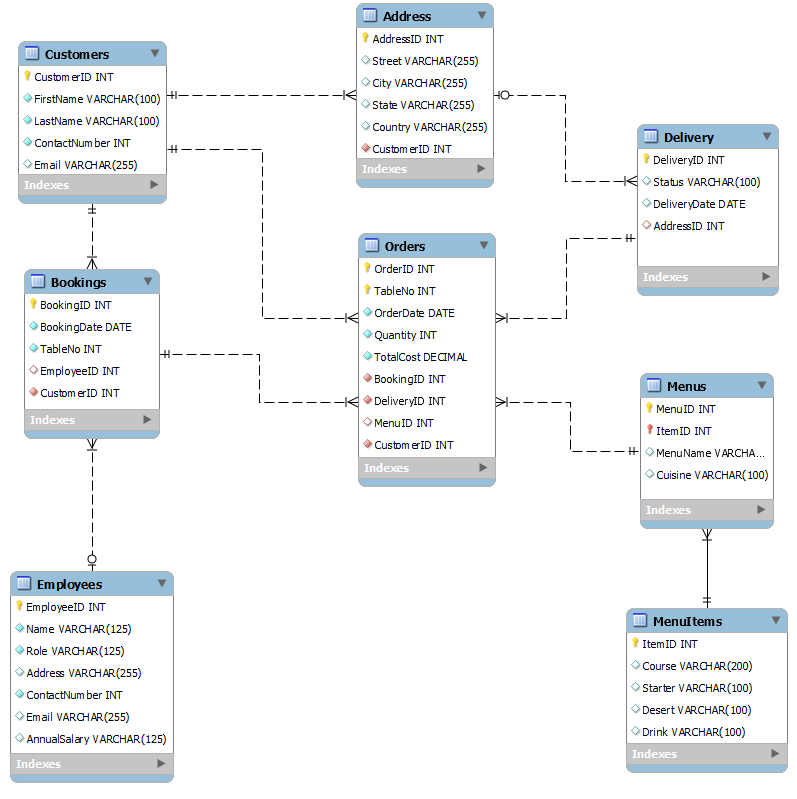 Customers
CustomerID INT
FirstName VARCHAR(100)
LastName VARCHAR(100)
ContactNumber INT
Email VARCHAR(255)
Indexes
Address
AddressID INT
Street VARCHAR(255)
City VARCHAR(255)
State VARCHAR(255)
Country VARCHAR(255)
CustomerID INT
Indexes
Delivery
DeliveryID INT
Status VARCHAR(100)
DeliveryDate DATE
AddressID INT
Indexes
Bookings
BookingID INT
BookingDate DATE
TableNo INT
EmployeeID INT
CustomerID INT
Indexes
Orders
OrderID INT
TableNo INT
OrderDate DATE
Quantity INT
TotalCost DECIMAL
BookingID INT
DeliveryID INT
MenuID INT
CustomerID INT
Indexes
Menus
MenuID INT
ItemID INT
MenuName VARCHA...
Cuisine VARCHAR(100)
Indexes
Employees
EmployeeID INT
Name VARCHAR(125)
Role VARCHAR(125)
Address VARCHAR(255)
ContactNumber INT
Email VARCHAR(255)
AnnualSalary VARCHAR(125)
Indexes
MenuItems
ItemID INT
Course VARCHAR(200)
Starter VARCHAR(100)
Desert VARCHAR(100)
Drink VARCHAR(100)
Indexes